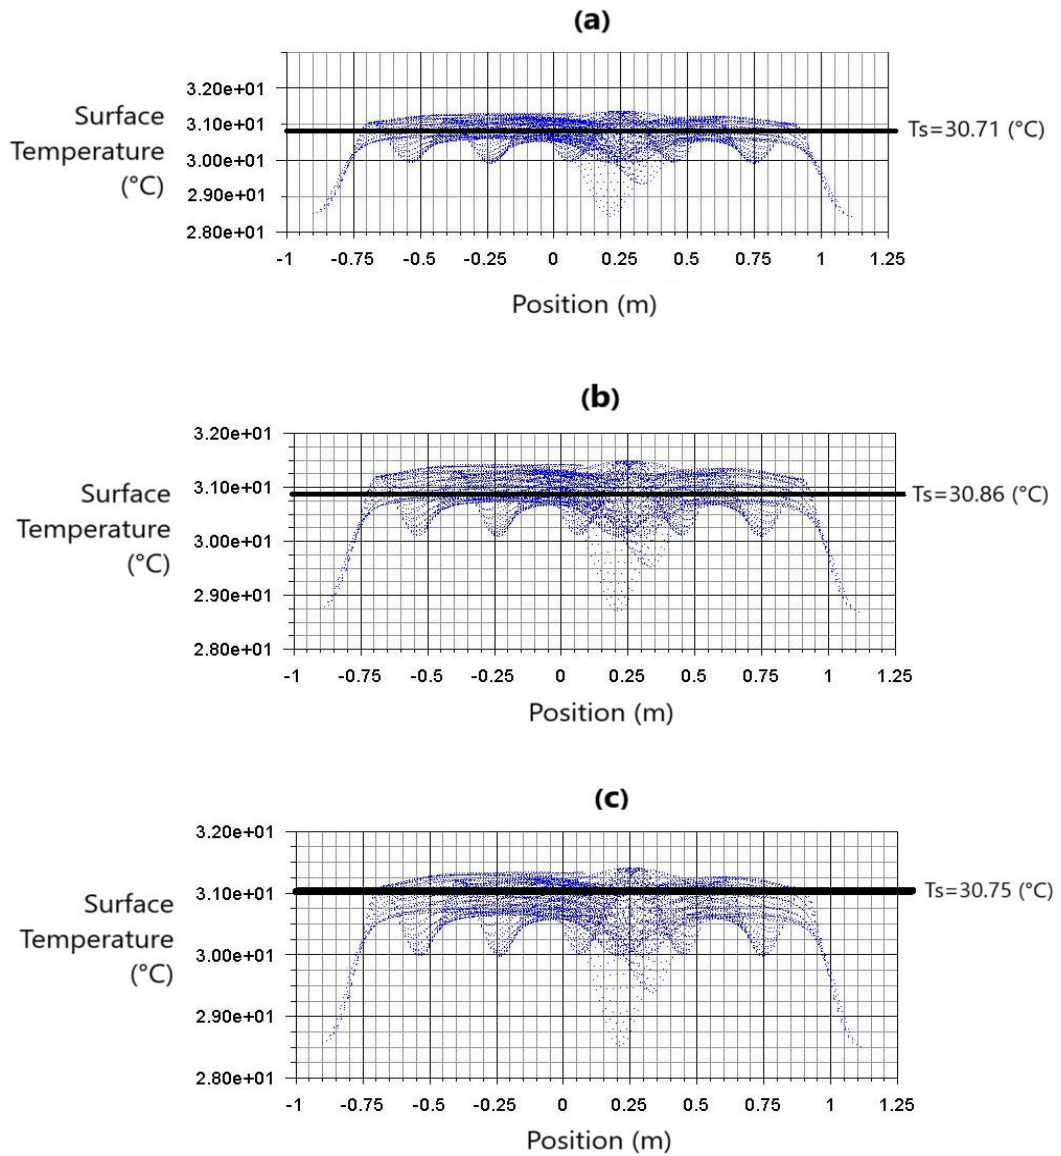 (a)
3.20e+01
Surface
3.10e+01
Ts=30.71 (°C)
Temperature
3.00e+01
(°C)
2.90e+01
2.80e+01
-1 -0.75 -0.5 -0.25 0 0.25 0.5 0.75 1 1.25
Position (m)
(b)
3.20e+01
Surface
3.10e+01
Ts=30.86 (°C)
Temperature
3.00e+01
(°C)
2.90e+01
2.80e+01
-1 -0.75 -0.5 -0.25 0 0.25 0.5 0.75 1 1.25
Position (m)
(c)
3.20e+01
3.10e+01
Ts=30.75 (°C)
Surface
Temperature
3.00e+01
(°C)
2.90e+01
2.80e+01
-1 -0.75 -0.5 -0.25 0 0.25 0.5 0.75 1 1.25
Position (m)